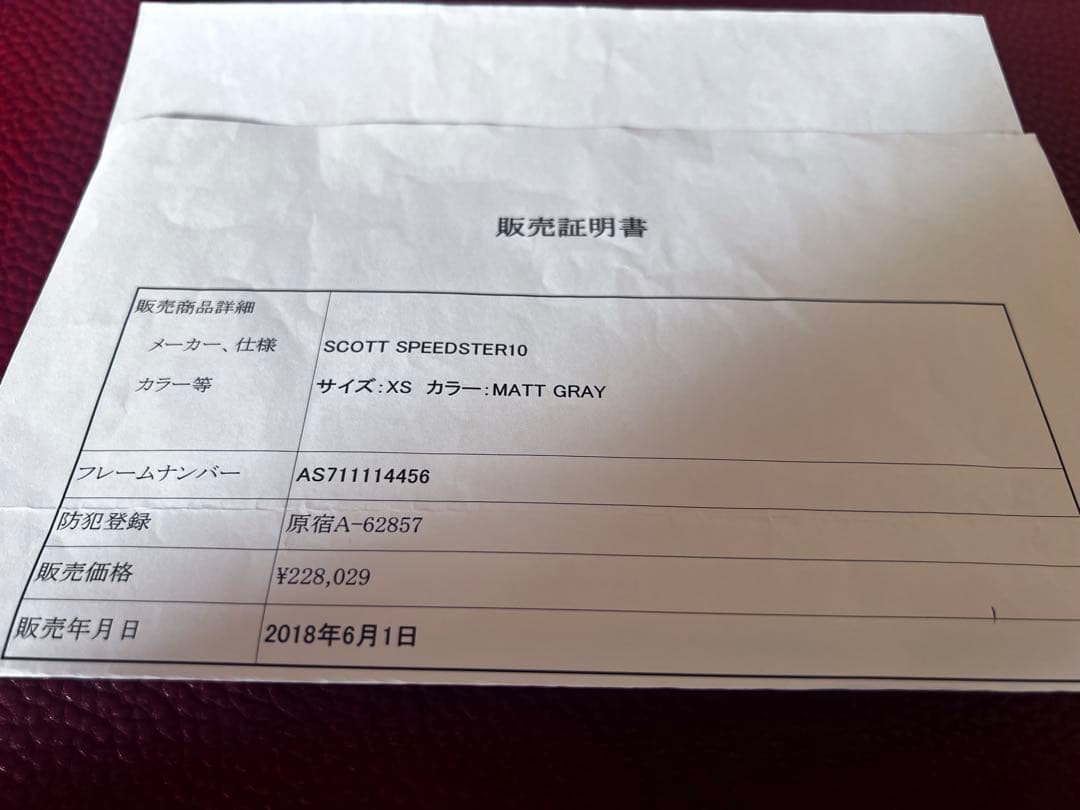 販売証明書
販売商品詳細
メーカー、仕様 SCOTT SPEEDSTER10
カラー等 サイズ：XS カラー：MATT GRAY
フレームナンバー AS711114456
防犯登録 原宿A-62857
販売価格 ¥228,029
販売年月日 2018年6月1日